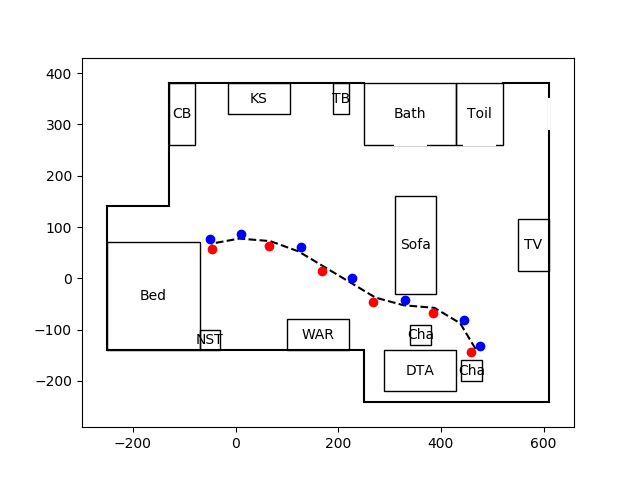 400
300
200
100
0
−100
−200
CB
KS
TB
Bath
Toil
Sofa
TV
Bed
NST
WAR
Cha
DTA
Cha
−200
0
200
400
600